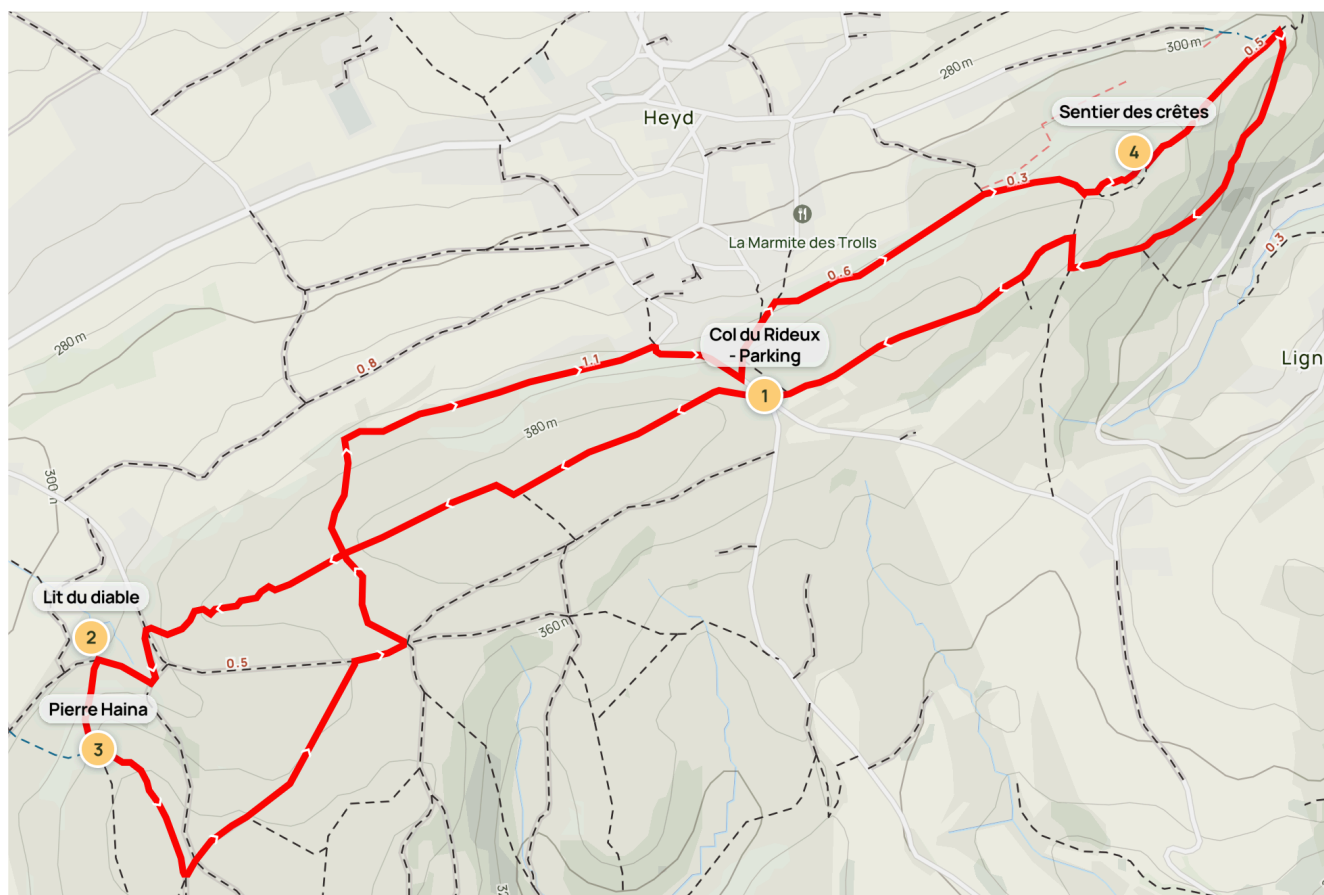 300 m
0.5
280 m
Sentier des crêtes
4
Heyd
0.3
La Marmite des Trolls
0.3
0.6
Col du Rideux
- Parking
1
280 m
1.1
0.8
Lign
380 m
300 m
Lit du diable
2
360 m
0.5
Pierre Haina
3